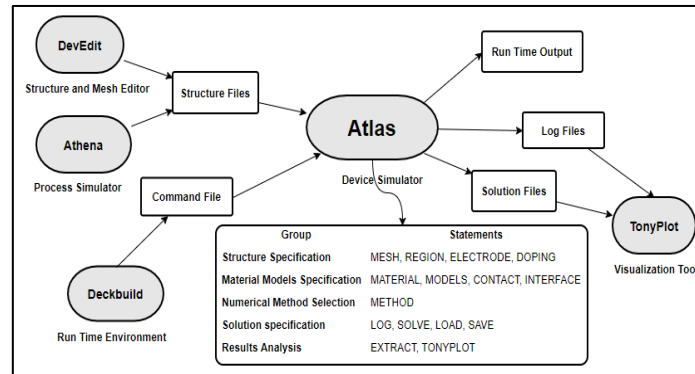 DevEdit
Structure and Mesh Editor
Structure Files
Run Time Output
Atlas
Device Simulator
Log Files
Athena
Process Simulator
Command File
Solution Files
TonyPlot
Visualization Too
Deckbuild
Run Time Environment
Group Statements
Structure Specification MESH, REGION, ELECTRODE, DOPING
Material Models Specification MATERIAL, MODELS, CONTACT, INTERFACE
Numerical Method Selection METHOD
Solution specification LOG, SOLVE, LOAD, SAVE
Results Analysis EXTRACT, TONYPLOT